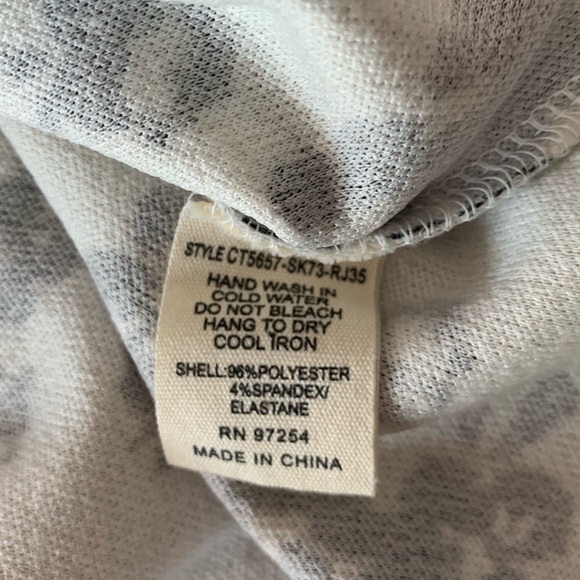 STYLE CT5657-SK73-RJ35
HAND WASH IN
COLD WATER
DO NOT BLEACH
HANG TO DRY
COOL IRON
SHELL:96%POLYESTER
4%SPANDEX/
ELASTANE
RN 97254
MADE IN CHINA